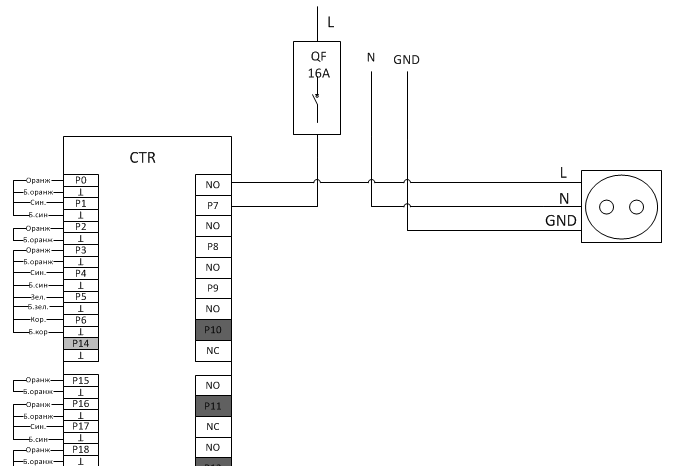 L
QF
16A
N
GND
CTR
L
N
GND
Оранж
P0
Б.оранж
⊥
Син.
P1
Б.син
⊥
Оранж
P2
Б.оранж
⊥
Оранж
P3
Б.оранж
⊥
Син.
P4
Б.син
⊥
Зел.
P5
Б.зел.
⊥
Кор.
P6
Б.кор
⊥
P14
⊥
Оранж
P15
Б.оранж
⊥
Оранж
P16
Б.оранж
⊥
Син.
P17
Б.син
⊥
Оранж
P18
Б.оранж
⊥
NO
P7
NO
P8
NO
P9
NO
P10
NC
NO
P11
NC
NO